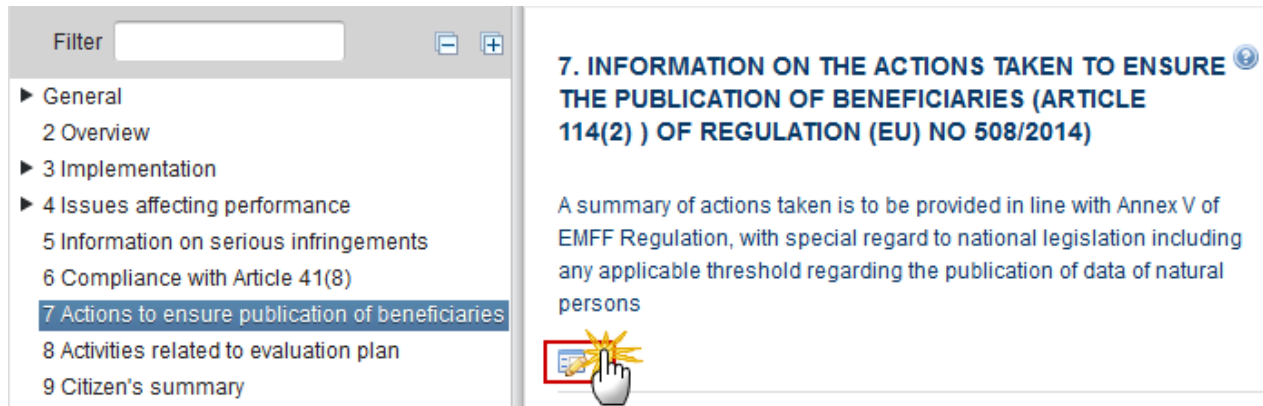 Filter
General
2 Overview
3 Implementation
4 Issues affecting performance
5 Information on serious infringements
6 Compliance with Article 41(8)
7 Actions to ensure publication of beneficiaries
8 Activities related to evaluation plan
9 Citizen's summary
7. INFORMATION ON THE ACTIONS TAKEN TO ENSURE
THE PUBLICATION OF BENEFICIARIES (ARTICLE
114(2) ) OF REGULATION (EU) NO 508/2014)
A summary of actions taken is to be provided in line with Annex V of
EMFF Regulation, with special regard to national legislation including
any applicable threshold regarding the publication of data of natural
persons